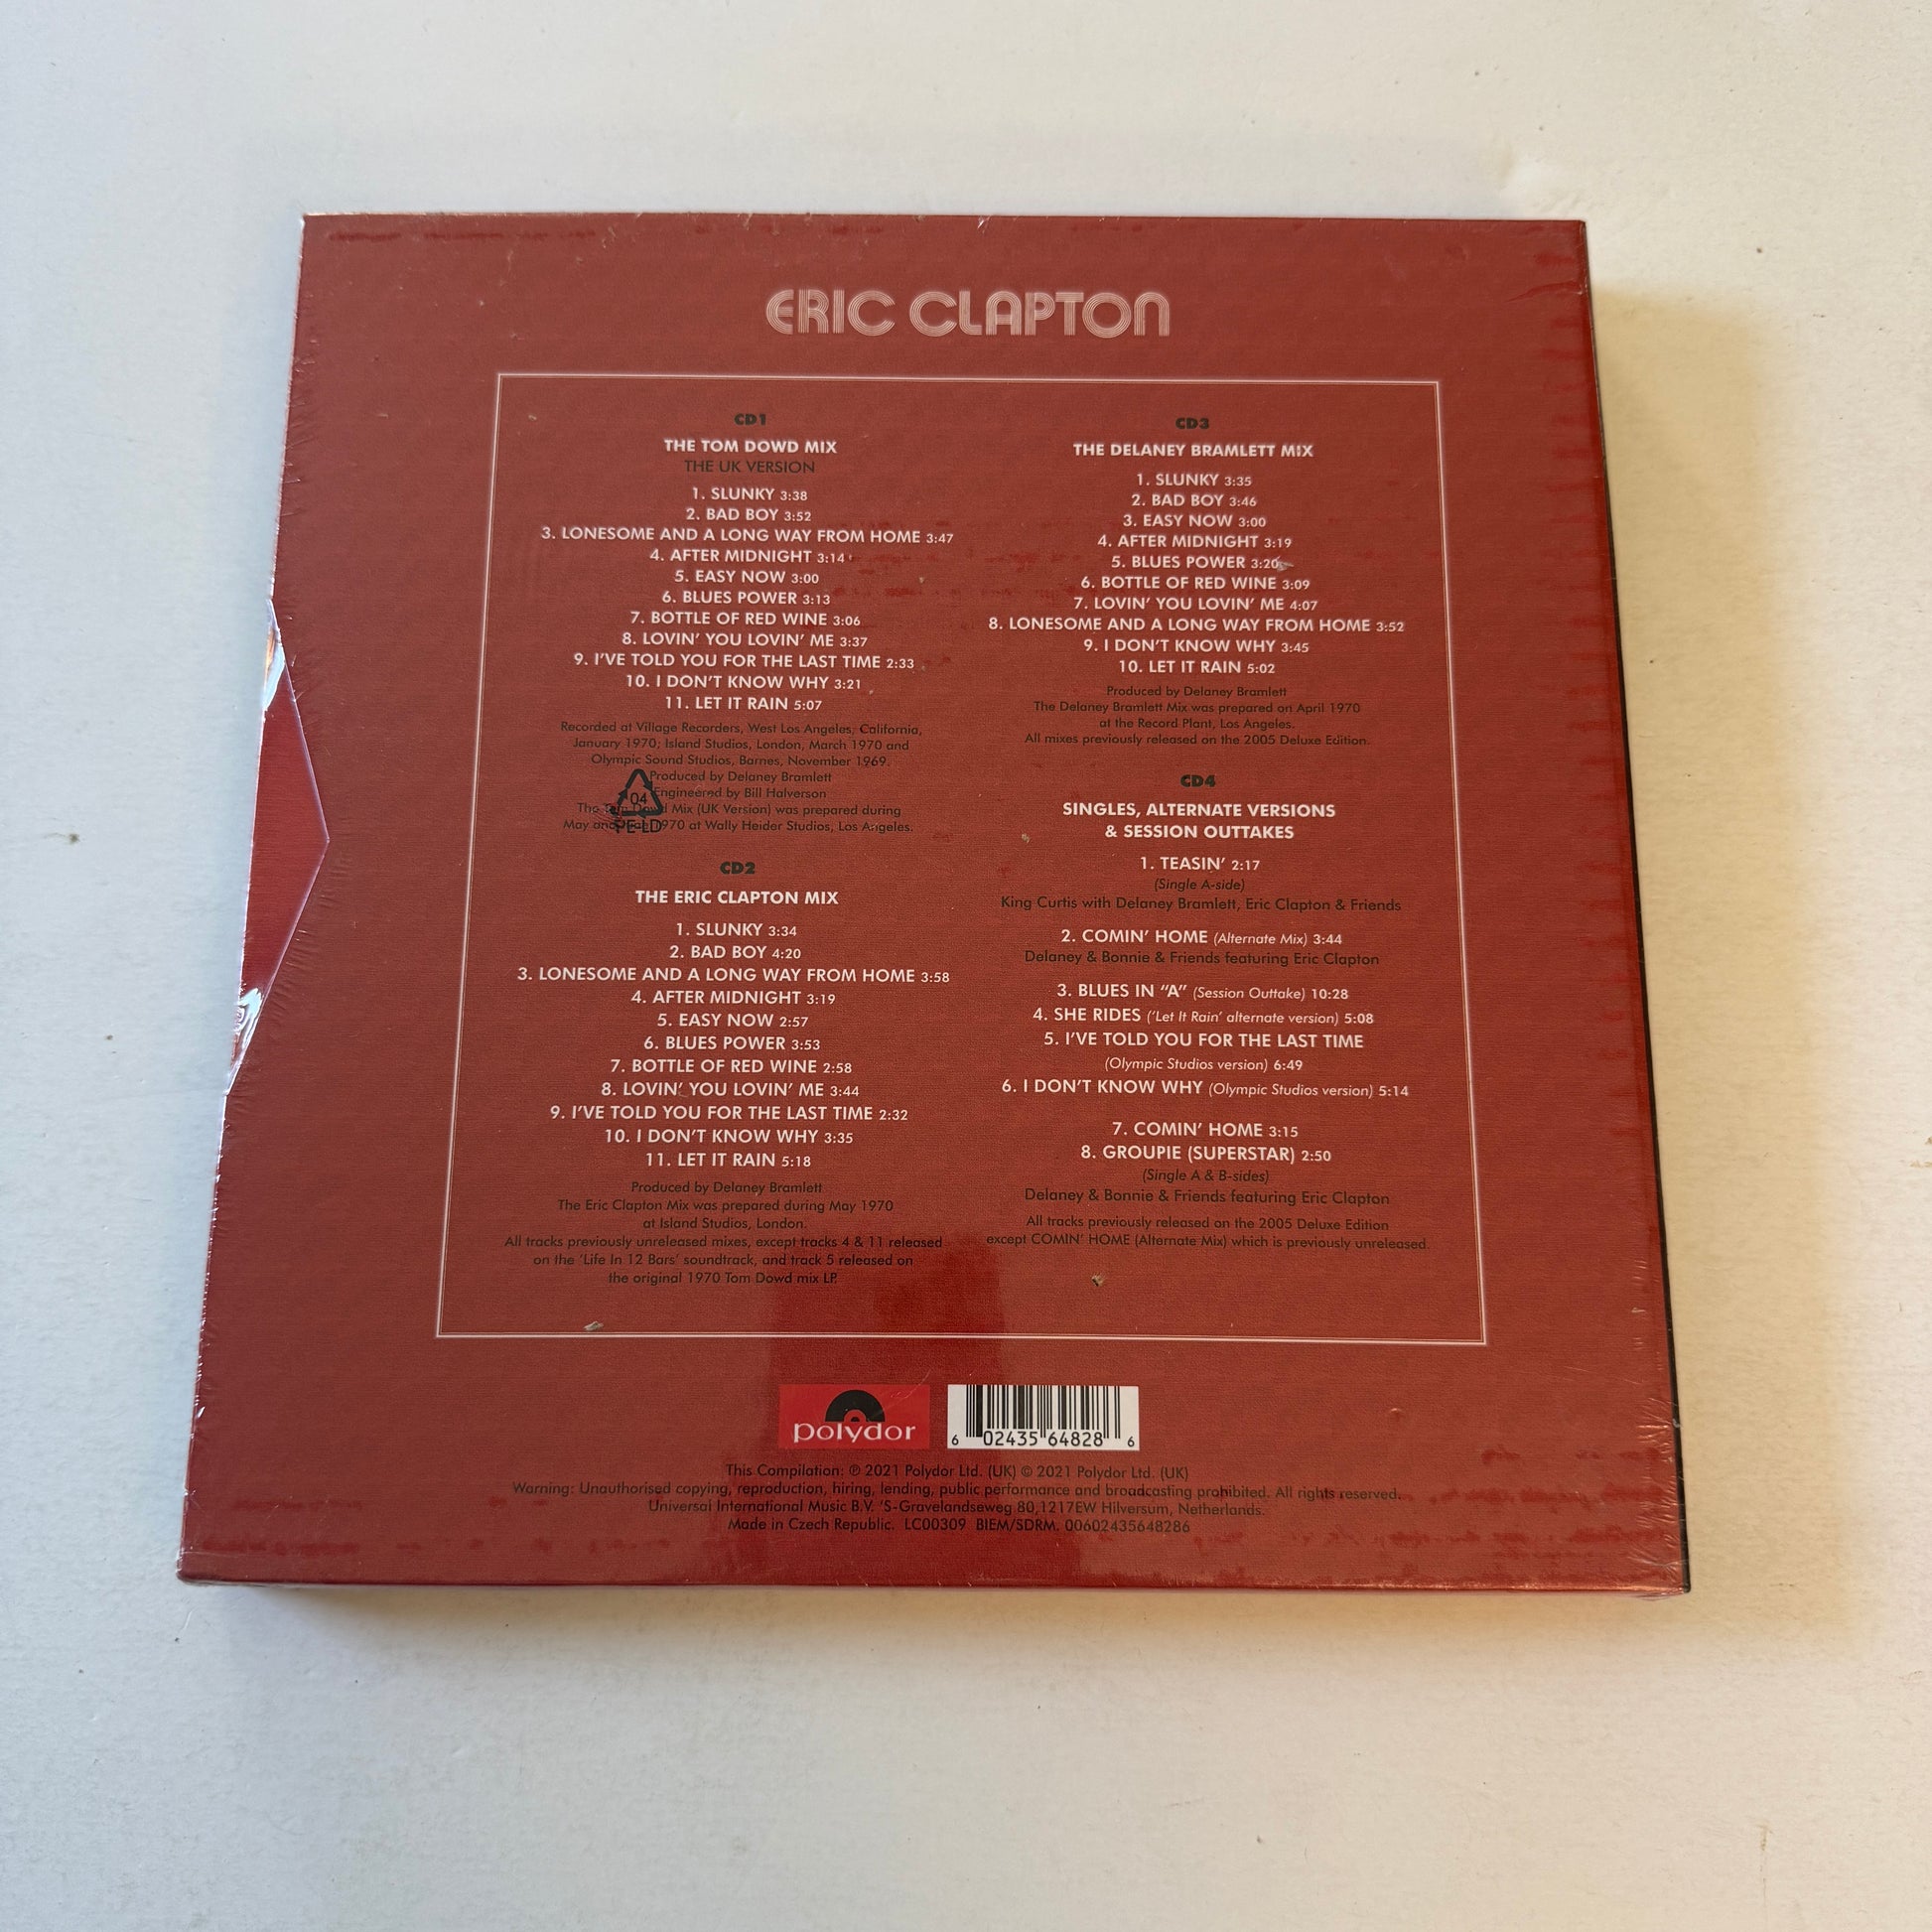 ERIC CLAPTON
CD1
THE TOM DOWD MIX
THE UK VERSION
1. SLUNKY 3:38
2. BAD BOY 3:52
3. LONESOME AND A LONG WAY FROM HOME 3:47
4. AFTER MIDNIGHT 3:14
5. EASY NOW 3:00
6. BLUES POWER 3:13
7. BOTTLE OF RED WINE 3:06
8. LOVIN' YOU LOVIN' ME 3:37
9. I'VE TOLD YOU FOR THE LAST TIME 2:33
10. I DON'T KNOW WHY 3:21
11. LET IT RAIN 5:07
Recorded at Village Recorders, West Los Angeles, California,
January 1970; Island Studios, London, March 1970 and
Olympic Sound Studios, Barnes, November 1969.
Produced by Delaney Bramlett
Engineered by Bill Halverson
The Tom Dowd Mix (UK Version) was prepared during
May and 1970 at Wally Heider Studios, Los Angeles.
04
PE-LD
CD2
THE ERIC CLAPTON MIX
1. SLUNKY 3:34
2. BAD BOY 4:20
3. LONESOME AND A LONG WAY FROM HOME 3:58
4. AFTER MIDNIGHT 3:19
5. EASY NOW 2:57
6. BLUES POWER 3:53
7. BOTTLE OF RED WINE 2:58
8. LOVIN' YOU LOVIN' ME 3:44
9. I'VE TOLD YOU FOR THE LAST TIME 2:32
10. I DON'T KNOW WHY 3:35
11. LET IT RAIN 5:18
Produced by Delaney Bramlett
The Eric Clapton Mix was prepared during May 1970
at Island Studios, London.
All tracks previously unreleased mixes, except tracks 4 & 11 released
on the 'Life In 12 Bars' soundtrack, and track 5 released on
the original 1970 Tom Dowd mix LP.
CD3
THE DELANEY BRAMLETT MIX
1. SLUNKY 3:35
2. BAD BOY 3:46
3. EASY NOW 3:00
4. AFTER MIDNIGHT 3:19
5. BLUES POWER 3:20
6. BOTTLE OF RED WINE 3:09
7. LOVIN' YOU LOVIN' ME 4:07
8. LONESOME AND A LONG WAY FROM HOME 3:52
9. I DON'T KNOW WHY 3:45
10. LET IT RAIN 5:02
Produced by Delaney Bramlett
The Delaney Bramlett Mix was prepared on April 1970
at the Record Plant, Los Angeles.
All mixes previously released on the 2005 Deluxe Edition.
CD4
SINGLES, ALTERNATE VERSIONS
& SESSION OUTTAKES
1. TEASIN' 2:17
(Single A-side)
King Curtis with Delaney Bramlett, Eric Clapton & Friends
2. COMIN' HOME (Alternate Mix) 3:44
Delaney & Bonnie & Friends featuring Eric Clapton
3. BLUES IN "A" (Session Outtake) 10:28
4. SHE RIDES ('Let It Rain' alternate version) 5:08
5. I'VE TOLD YOU FOR THE LAST TIME
(Olympic Studios version) 6:49
6. I DON'T KNOW WHY (Olympic Studios version) 5:14
7. COMIN' HOME 3:15
8. GROUPIE (SUPERSTAR) 2:50
(Single A & B-sides)
Delaney & Bonnie & Friends featuring Eric Clapton
All tracks previously released on the 2005 Deluxe Edition
except COMIN' HOME (Alternate Mix) which is previously unreleased.
polydor
6 02435 64828 6
This Compilation: ℗ 2021 Polydor Ltd. (UK) © 2021 Polydor Ltd. (UK)
Warning: Unauthorised copying, reproduction, hiring, lending, public performance and broadcasting prohibited. All rights reserved.
Universal International Music B.V. 'S-Gravelandseweg 80,1217EW Hilversum, Netherlands.
Made in Czech Republic. LC00309 BIEM/SDRM. 00602435648286